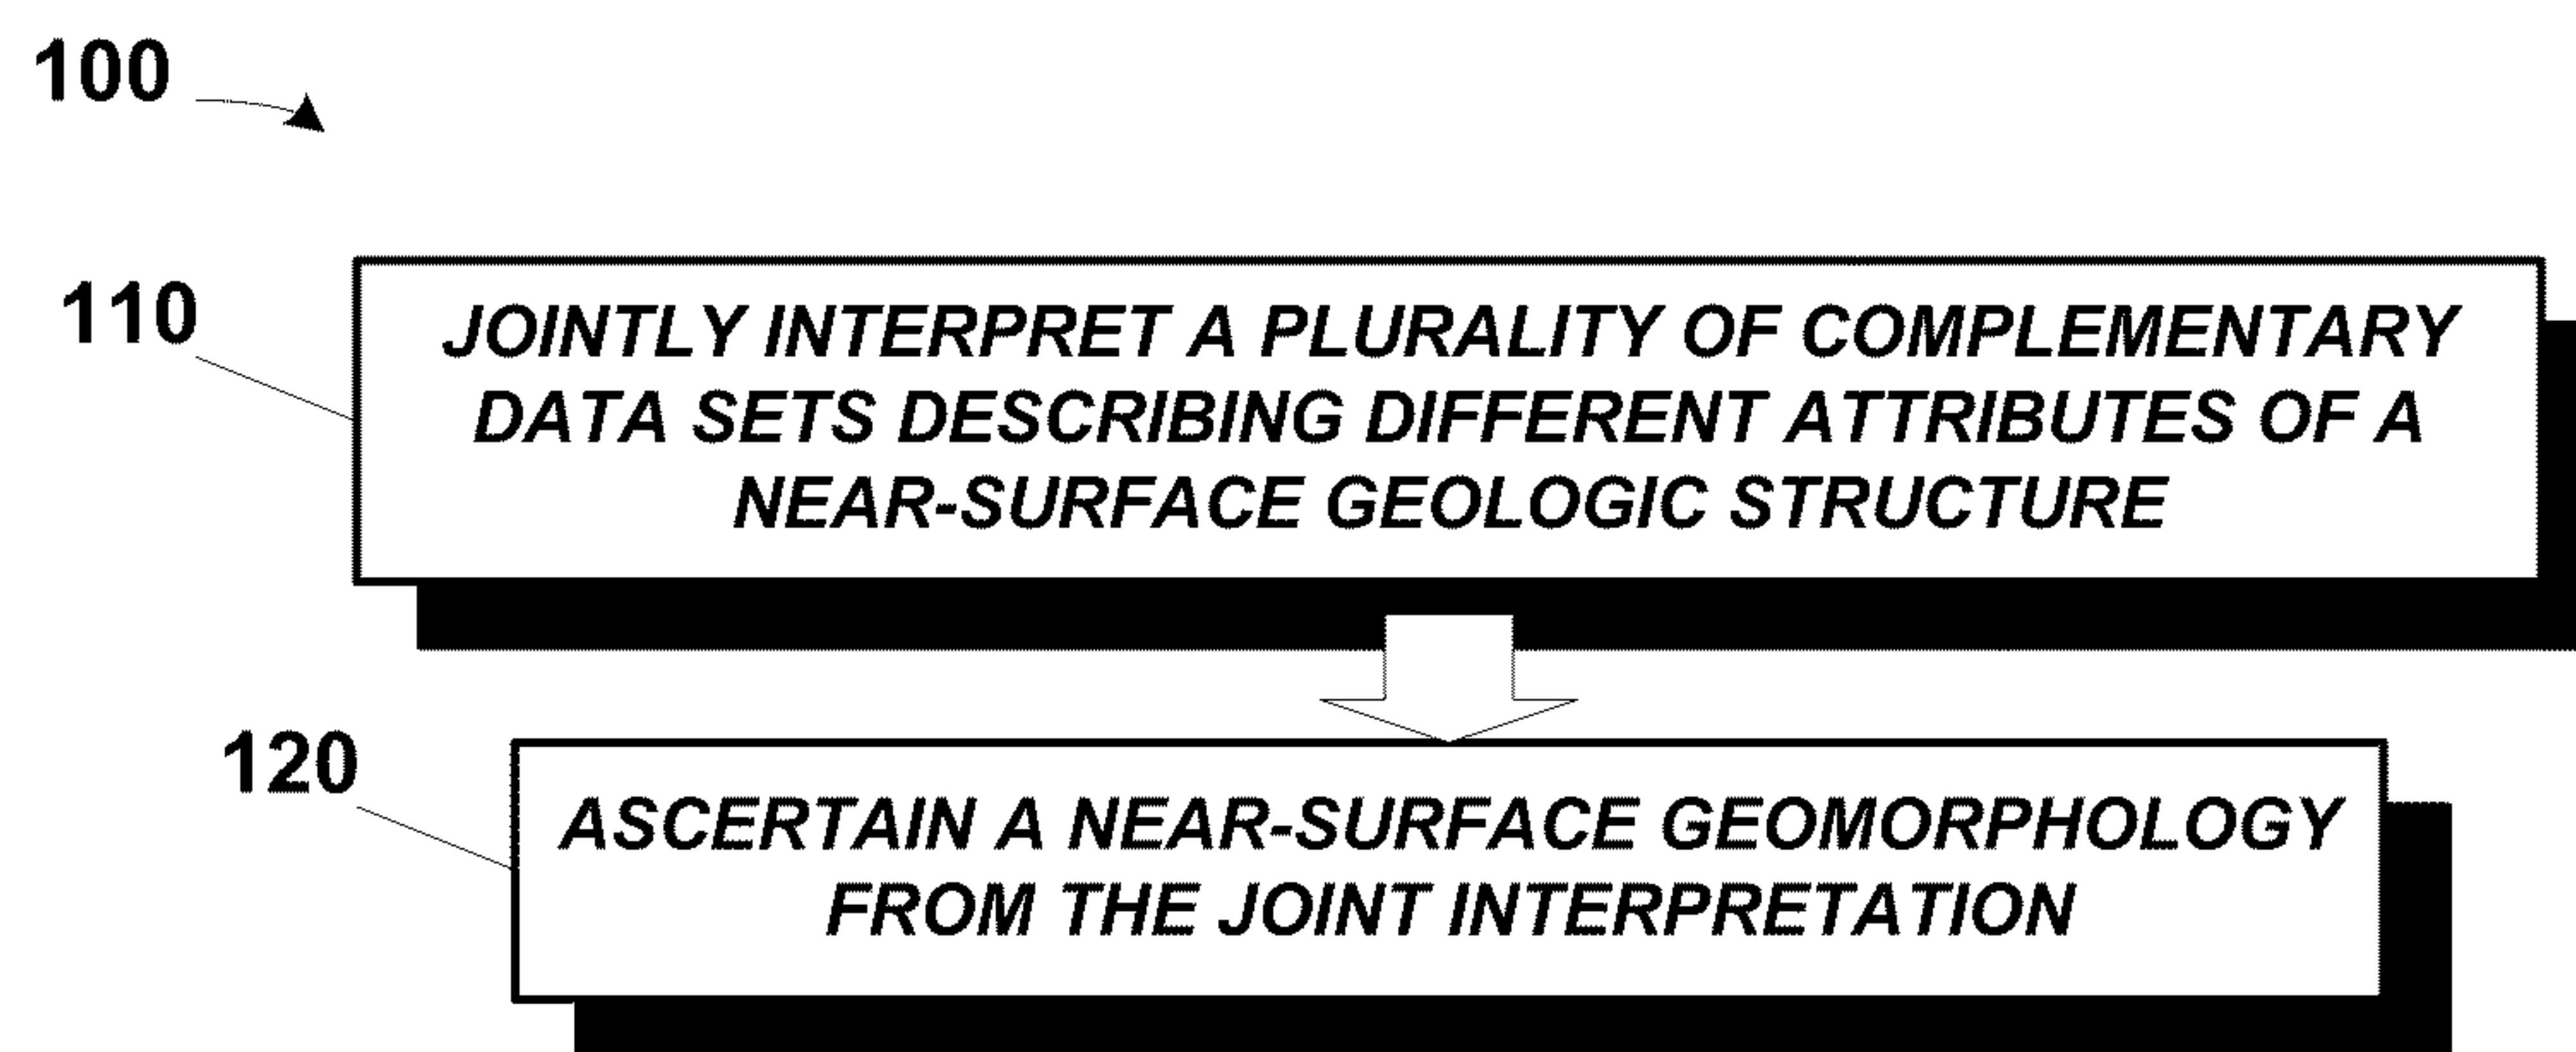 100
110
JOINTLY INTERPRET A PLURALITY OF COMPLEMENTARY
DATA SETS DESCRIBING DIFFERENT ATTRIBUTES OF A
NEAR-SURFACE GEOLOGIC STRUCTURE
120
ASCERTAIN A NEAR-SURFACE GEOMORPHOLOGY
FROM THE JOINT INTERPRETATION